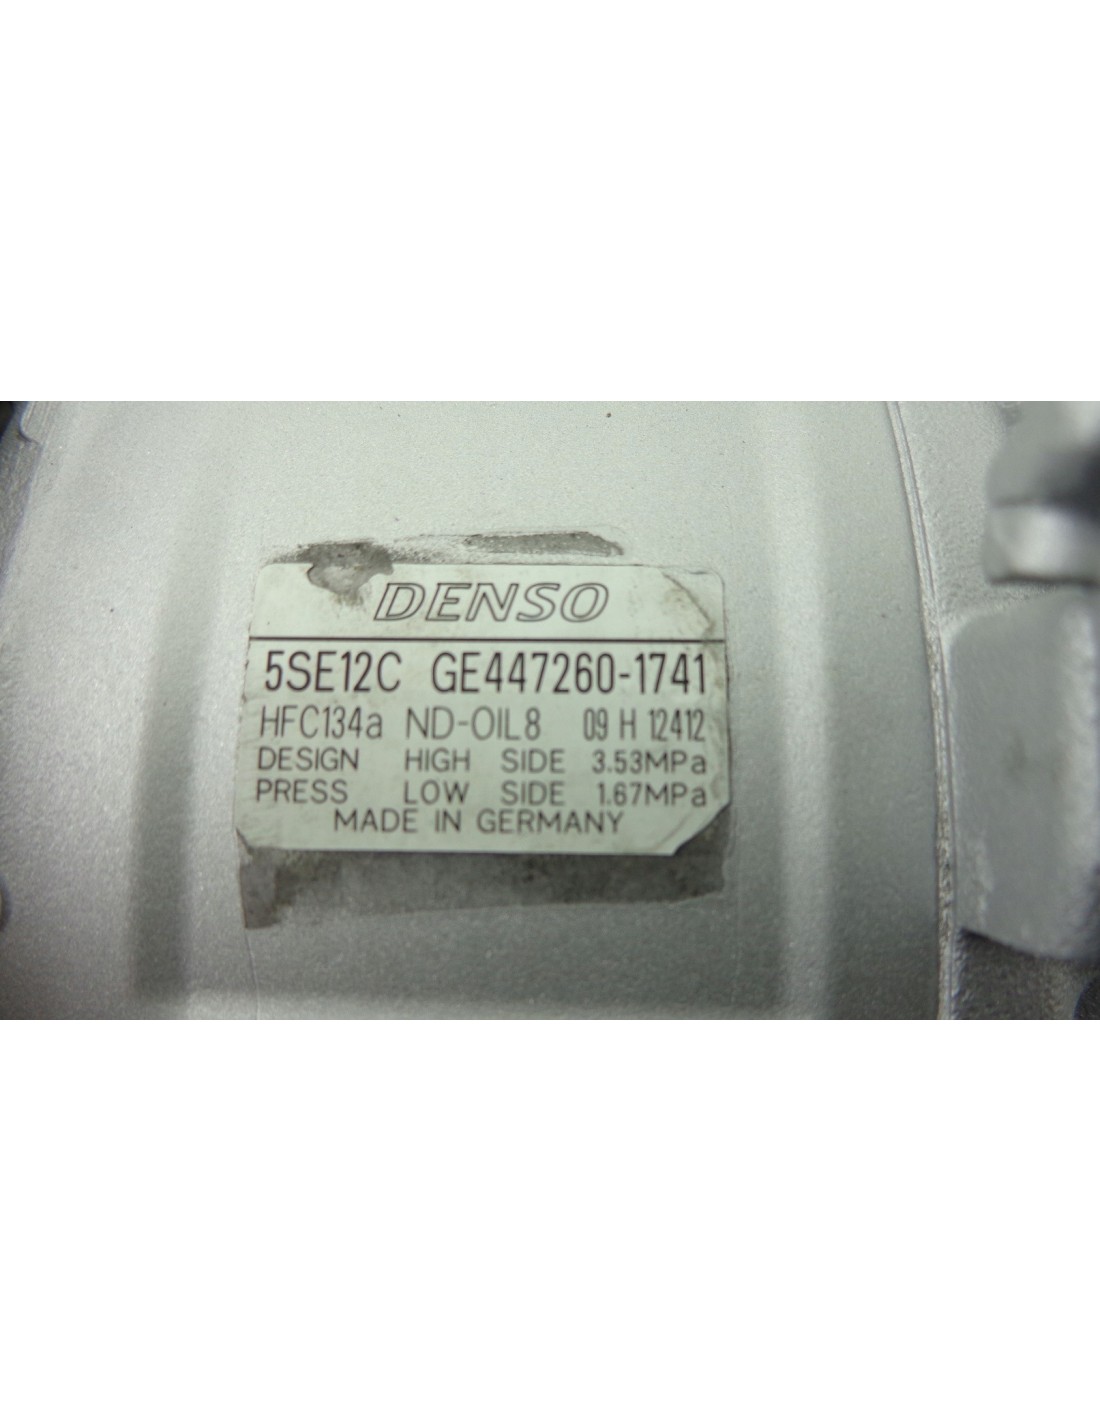 DENSO
5SE12C GE447260-1741
HFC134a ND-OIL8 09 H 12412
DESIGN HIGH SIDE 3.53MPa
PRESS LOW SIDE 1.67MPa
MADE IN GERMANY